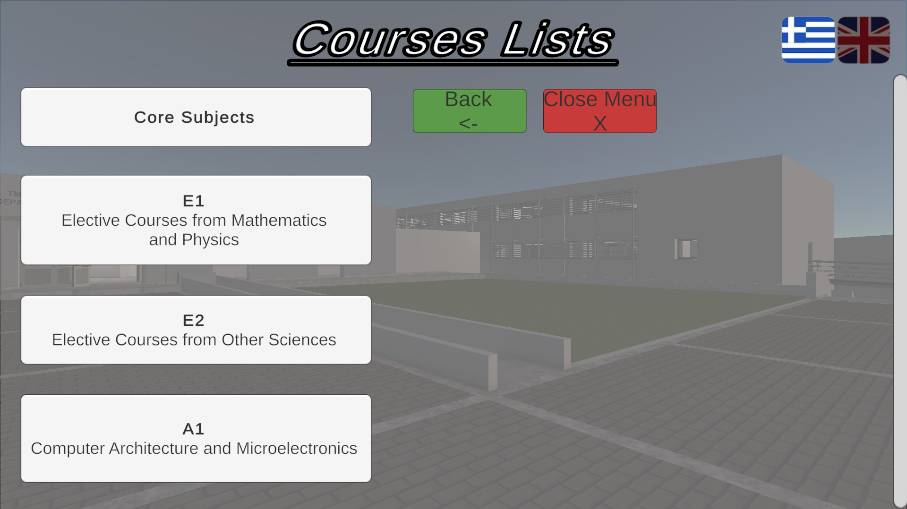 Courses Lists
Core Subjects
Back
<-
Close Menu
X
E1
Elective Courses from Mathematics
and Physics
E2
Elective Courses from Other Sciences
A1
Computer Architecture and Microelectronics